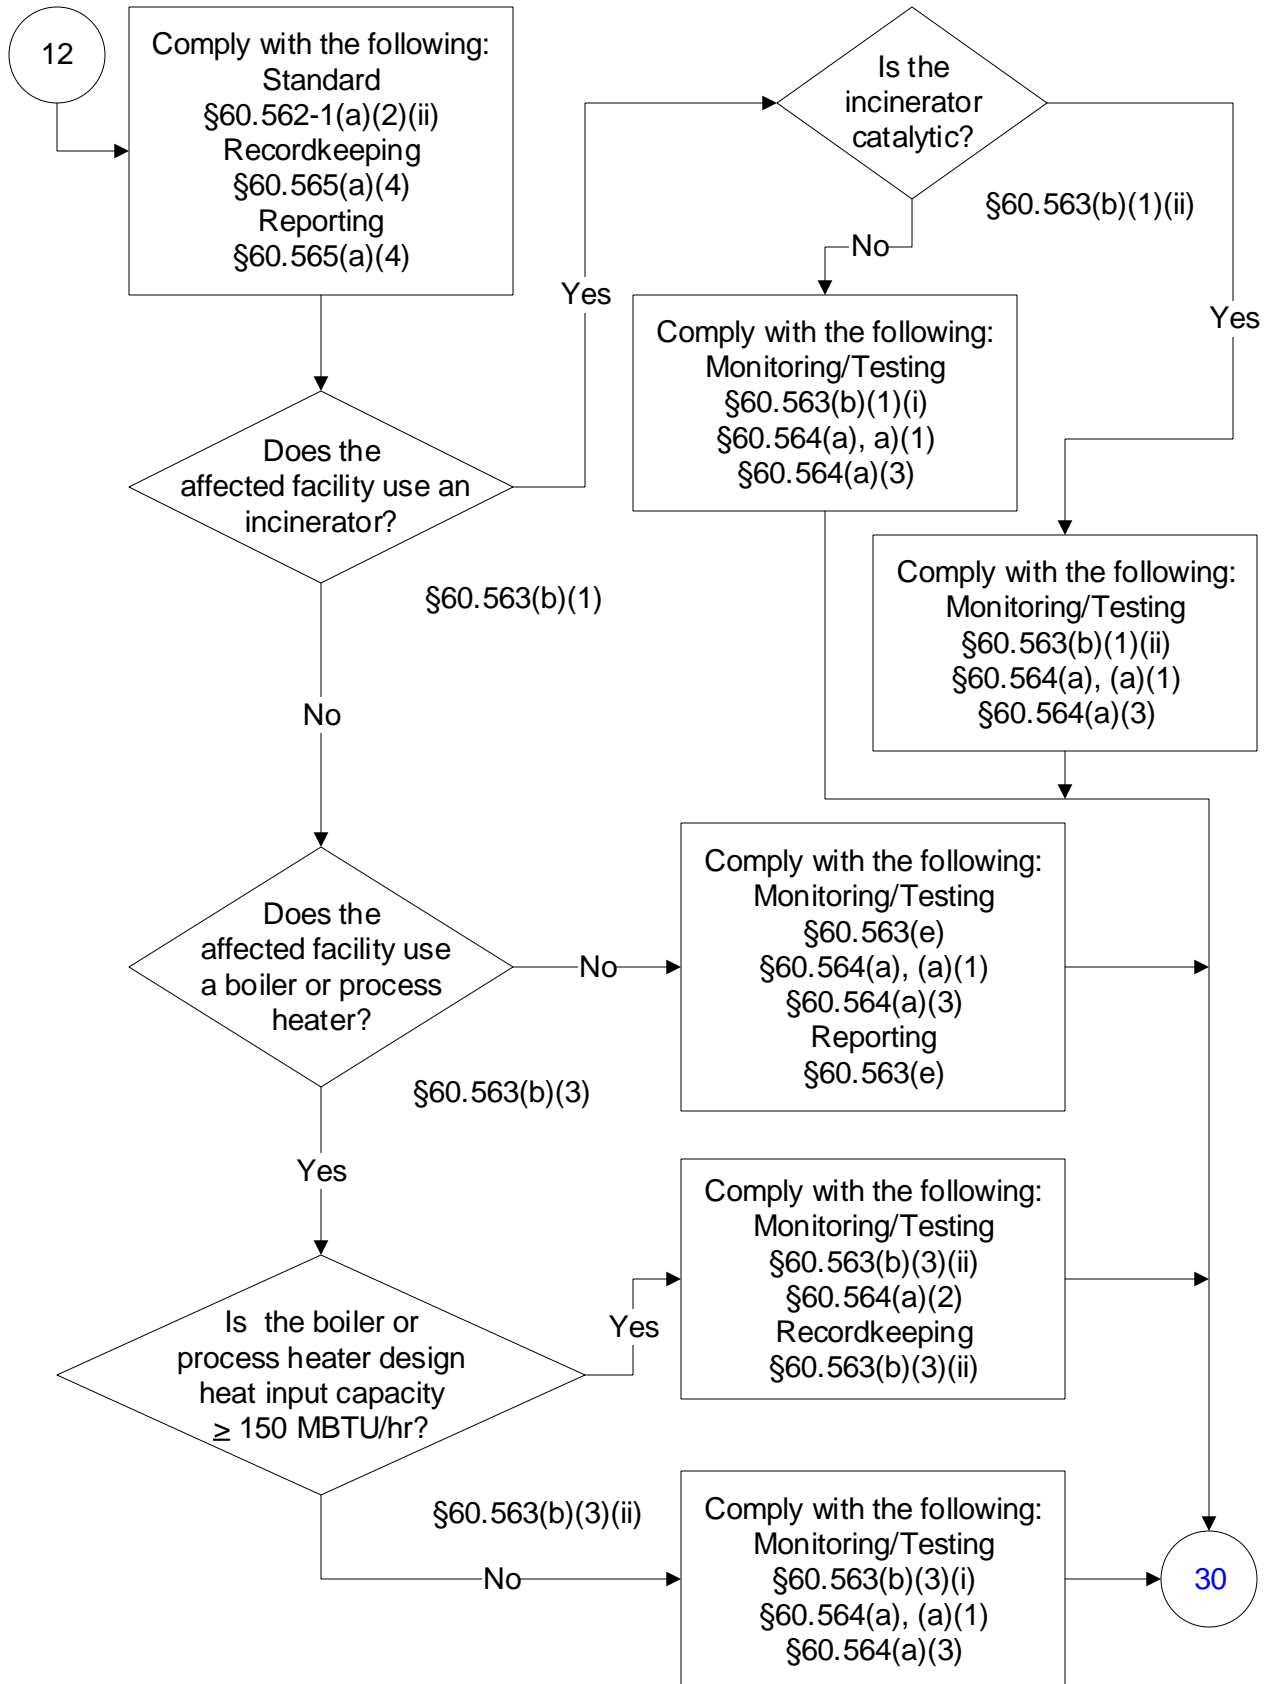 12
Comply with the following:
Standard
§60.562-1(a)(2)(ii)
Recordkeeping
§60.565(a)(4)
Reporting
§60.565(a)(4)
Is the
incinerator
catalytic?
§60.563(b)(1)(ii)
No
Yes
Yes
Comply with the following:
Monitoring/Testing
§60.563(b)(1)(i)
§60.564(a), a)(1)
§60.564(a)(3)
Does the
affected facility use an
incinerator?
§60.563(b)(1)
Comply with the following:
Monitoring/Testing
§60.563(b)(1)(ii)
§60.564(a), (a)(1)
§60.564(a)(3)
No
Does the
affected facility use
a boiler or process
heater?
§60.563(b)(3)
No
Comply with the following:
Monitoring/Testing
§60.563(e)
§60.564(a), (a)(1)
§60.564(a)(3)
Reporting
§60.563(e)
Yes
Is the boiler or
process heater design
heat input capacity
≥ 150 MBTU/hr?
§60.563(b)(3)(ii)
Yes
Comply with the following:
Monitoring/Testing
§60.563(b)(3)(ii)
§60.564(a)(2)
Recordkeeping
§60.563(b)(3)(ii)
No
Comply with the following:
Monitoring/Testing
§60.563(b)(3)(i)
§60.564(a), (a)(1)
§60.564(a)(3)
30